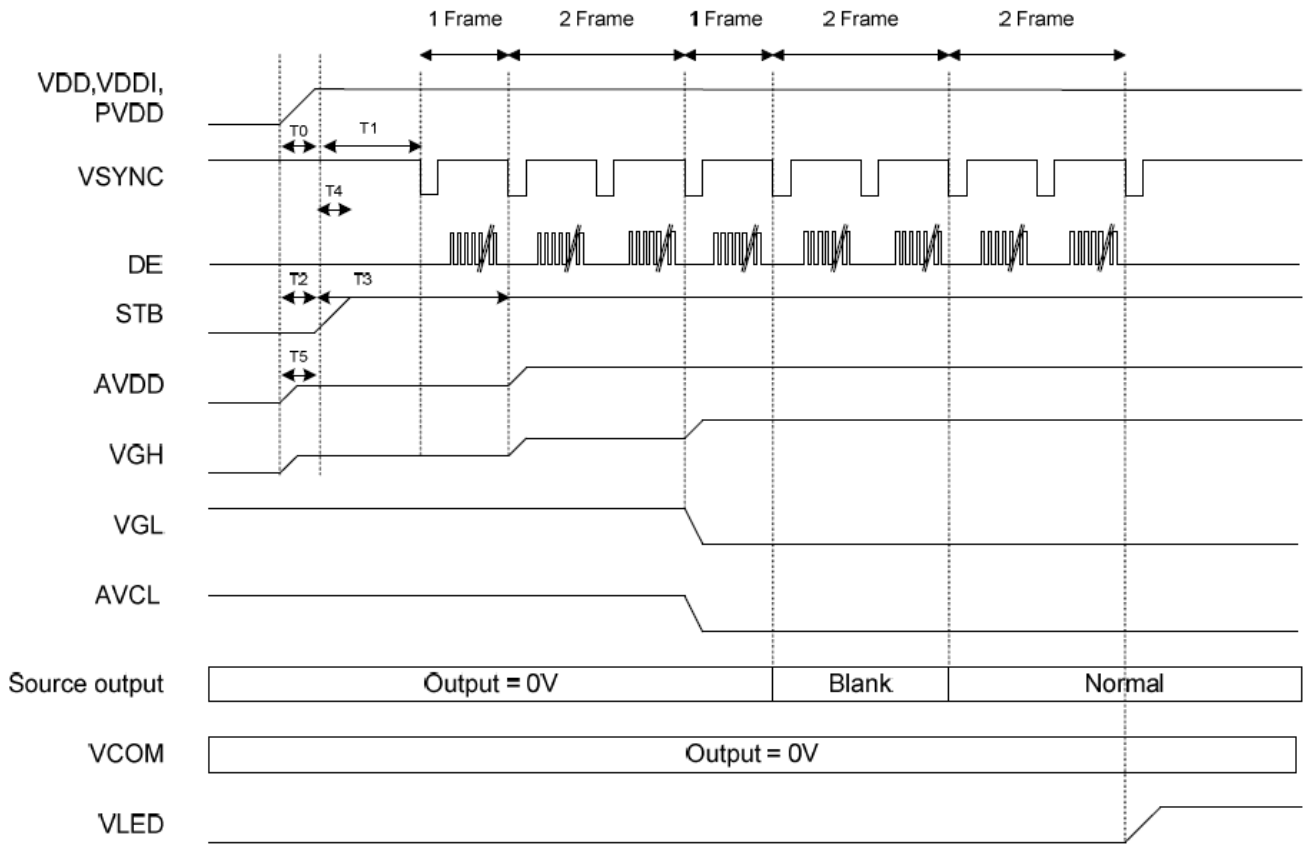 1 Frame 2 Frame 1 Frame 2 Frame 2 Frame
VDD,VDDI,
PVDD
T0 T1
VSYNC
T4
DE
T2 T3
STB
T5
AVDD
VGH
VGL
AVCL
Source output Output = 0V Blank Normal
VCOM Output = 0V
VLED